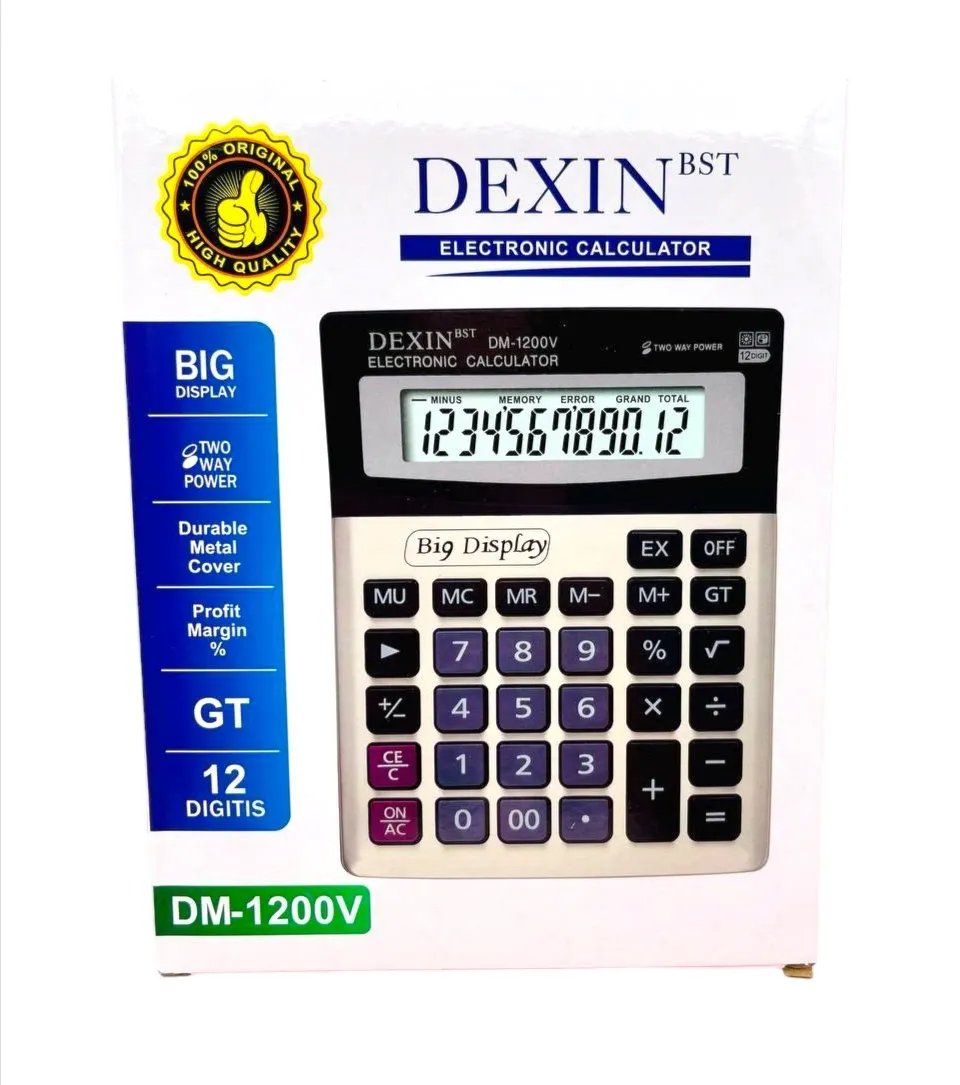 100% ORIGINAL
HIGH QUALITY
DEXIN BST
ELECTRONIC CALCULATOR
BIG
DISPLAY
TWO
WAY
POWER
Durable
Metal
Cover
Profit
Margin
%
GT
12
DIGITIS
DM-1200V
DEXIN BST DM-1200V
ELECTRONIC CALCULATOR
TWO WAY POWER
12 DIGIT
— MINUS MEMORY ERROR GRAND TOTAL
1234567890.12
Big Display
EX OFF
MU MC MR M− M+ GT
▶ 7 8 9 % √
+/− 4 5 6 × ÷
CE/C 1 2 3 + −
ON/AC 0 00 • =